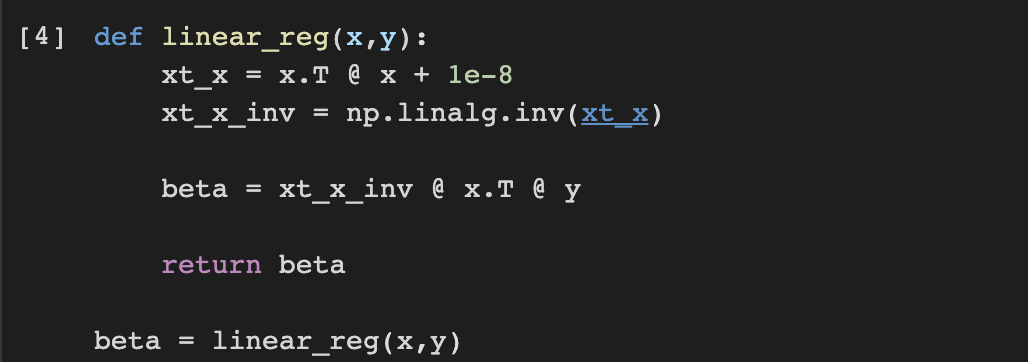 [4] def linear_reg(x,y):
xt_x = x.T @ x + 1e-8
xt_x_inv = np.linalg.inv(xt_x)
beta = xt_x_inv @ x.T @ y
return beta
beta = linear_reg(x,y)